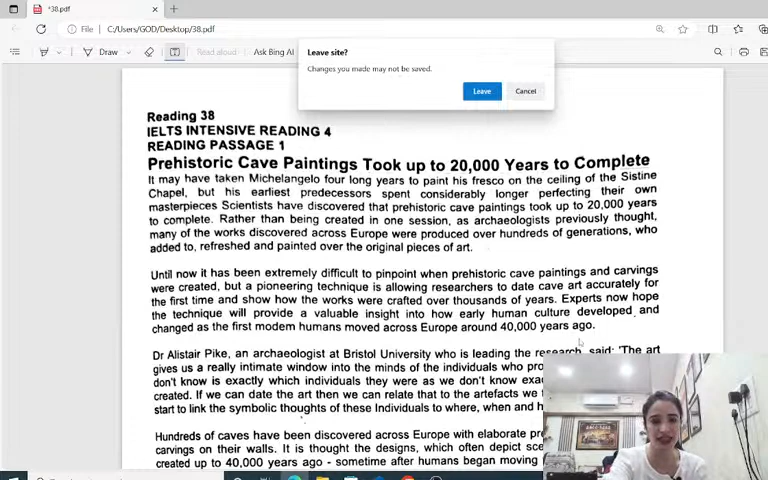 *38.pdf
File
C:/Users/GOD/Desktop/38.pdf
Draw
Read aloud
Ask Bing AI
Leave site?
Changes you made may not be saved.
Leave
Cancel
Reading 38
IELTS INTENSIVE READING 4
READING PASSAGE 1
Prehistoric Cave Paintings Took up to 20,000 Years to Complete
It may have taken Michelangelo four long years to paint his fresco on the ceiling of the Sistine
Chapel, but his earliest predecessors spent considerably longer perfecting their own
masterpieces Scientists have discovered that prehistoric cave paintings took up to 20,000 years
to complete. Rather than being created in one session, as archaeologists previously thought,
many of the works discovered across Europe were produced over hundreds of generations, who
added to, refreshed and painted over the original pieces of art.
Until now it has been extremely difficult to pinpoint when prehistoric cave paintings and carvings
were created, but a pioneering technique is allowing researchers to date cave art accurately for
the first time and show how the works were crafted over thousands of years. Experts now hope
the technique will provide a valuable insight into how early human culture developed and
changed as the first modem humans moved across Europe around 40,000 years ago.
Dr Alistair Pike, an archaeologist at Bristol University who is leading the research, said: 'The art
gives us a really intimate window into the minds of the individuals who
don't know is exactly which individuals they were as we don't know
created. If we can date the art then we can relate that to the artefacts we
start to link the symbolic thoughts of these Individuals to where, when and
Hundreds of caves have been discovered across Europe with elaborate
carvings on their walls. It is thought the designs, which often depict
created up to 40,000 years ago - sometime after humans began moving